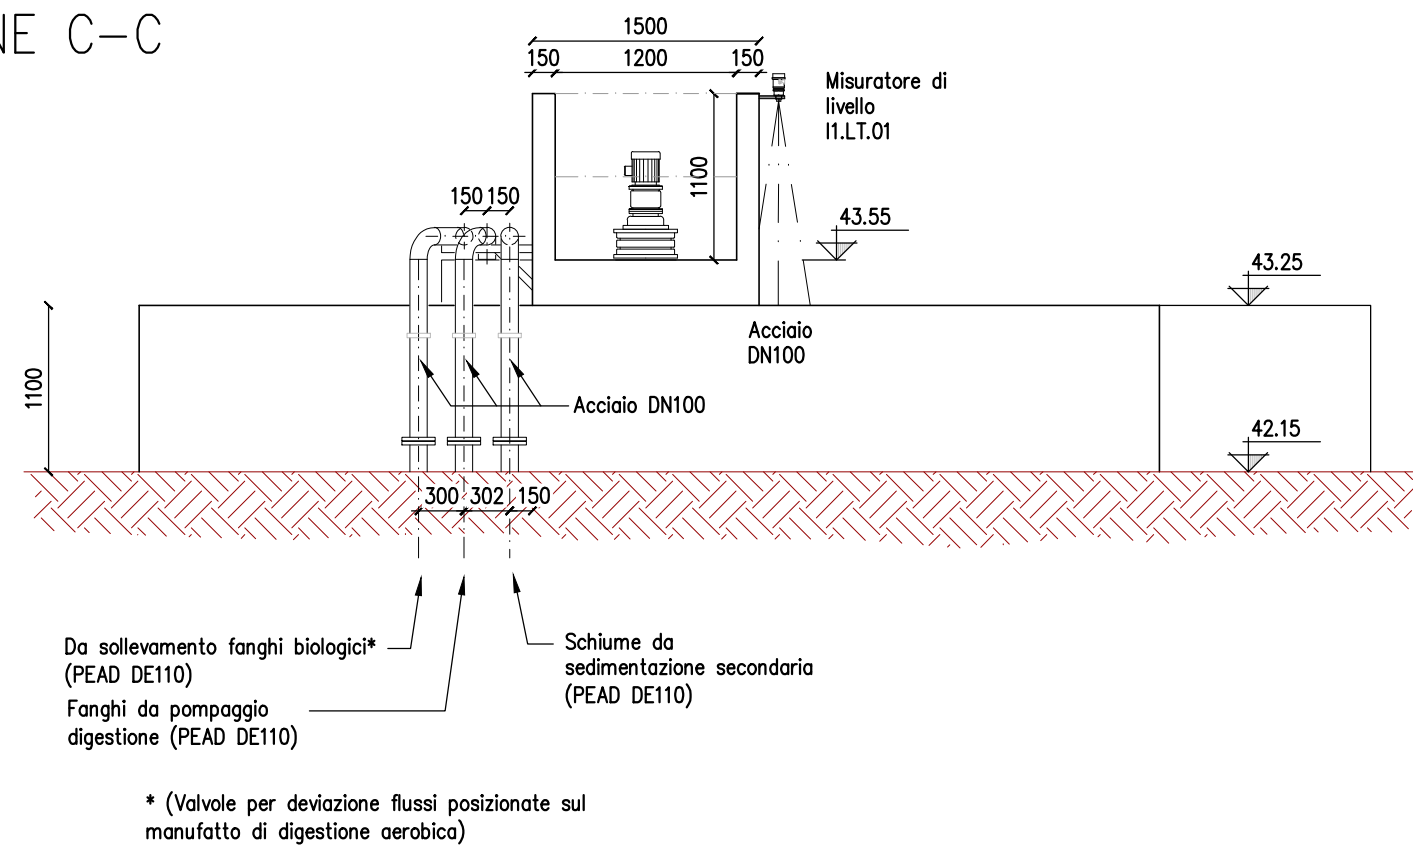 NE C-C
1500
150 1200 150
Misuratore di
livello
I1.LT.01
1100
150 150
43.55
43.25
Acciaio
DN100
1100
Acciaio DN100
42.15
300 302 150
Da sollevamento fanghi biologici*
(PEAD DE110)
Fanghi da pompaggio
digestione (PEAD DE110)
Schiume da
sedimentazione secondaria
(PEAD DE110)
* (Valvole per deviazione flussi posizionate sul
manufatto di digestione aerobica)